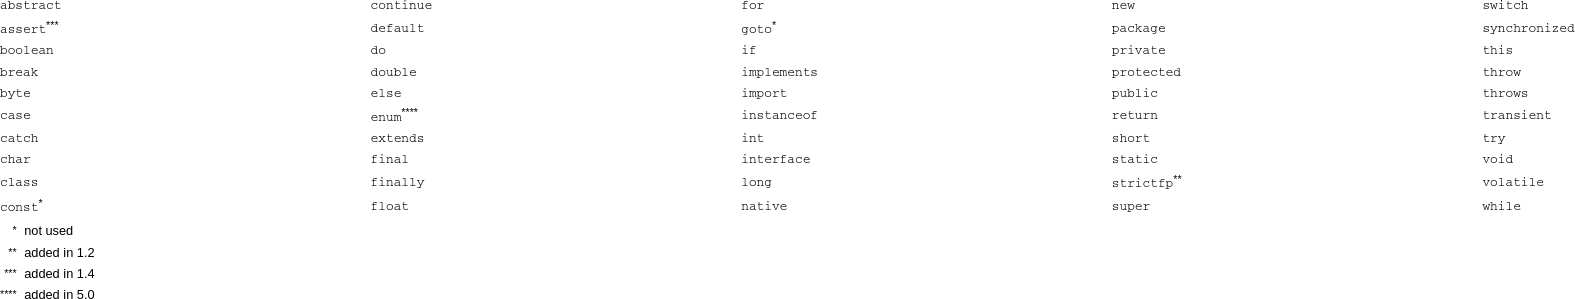 abstract continue for new switch
assert*** default goto* package synchronized
boolean do if private this
break double implements protected throw
byte else import public throws
case enum**** instanceof return transient
catch extends int short try
char final interface static void
class finally long strictfp** volatile
const* float native super while
* not used
** added in 1.2
*** added in 1.4
**** added in 5.0